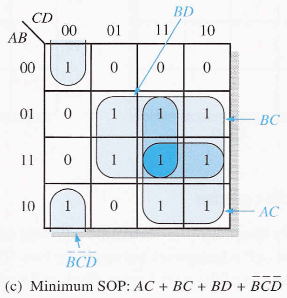 CD
BD
AB
00 01 11 10
00 1 0 0 0
01 0 1 1 1
BC
11 0 1 1 1
10 1 0 1 1
AC
B̅C̅D̅
(c) Minimum SOP: AC + BC + BD + B̅C̅D̅